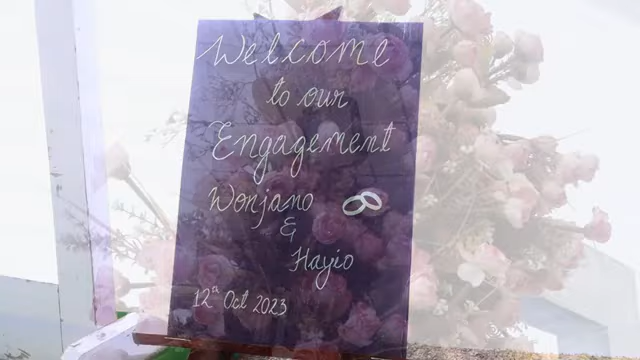 Welcome
to our
Engagement
Wonjano
&
Hayio
12th Oct 2023